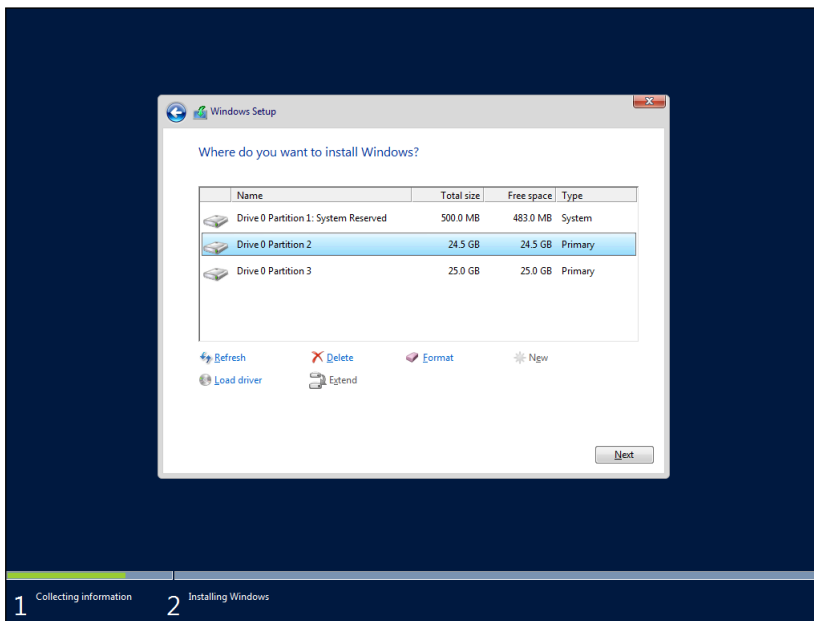 Windows Setup
Where do you want to install Windows?
Name Total size Free space Type
Drive 0 Partition 1: System Reserved 500.0 MB 483.0 MB System
Drive 0 Partition 2 24.5 GB 24.5 GB Primary
Drive 0 Partition 3 25.0 GB 25.0 GB Primary
Refresh Delete Format New
Load driver Extend
Next
1 Collecting information 2 Installing Windows